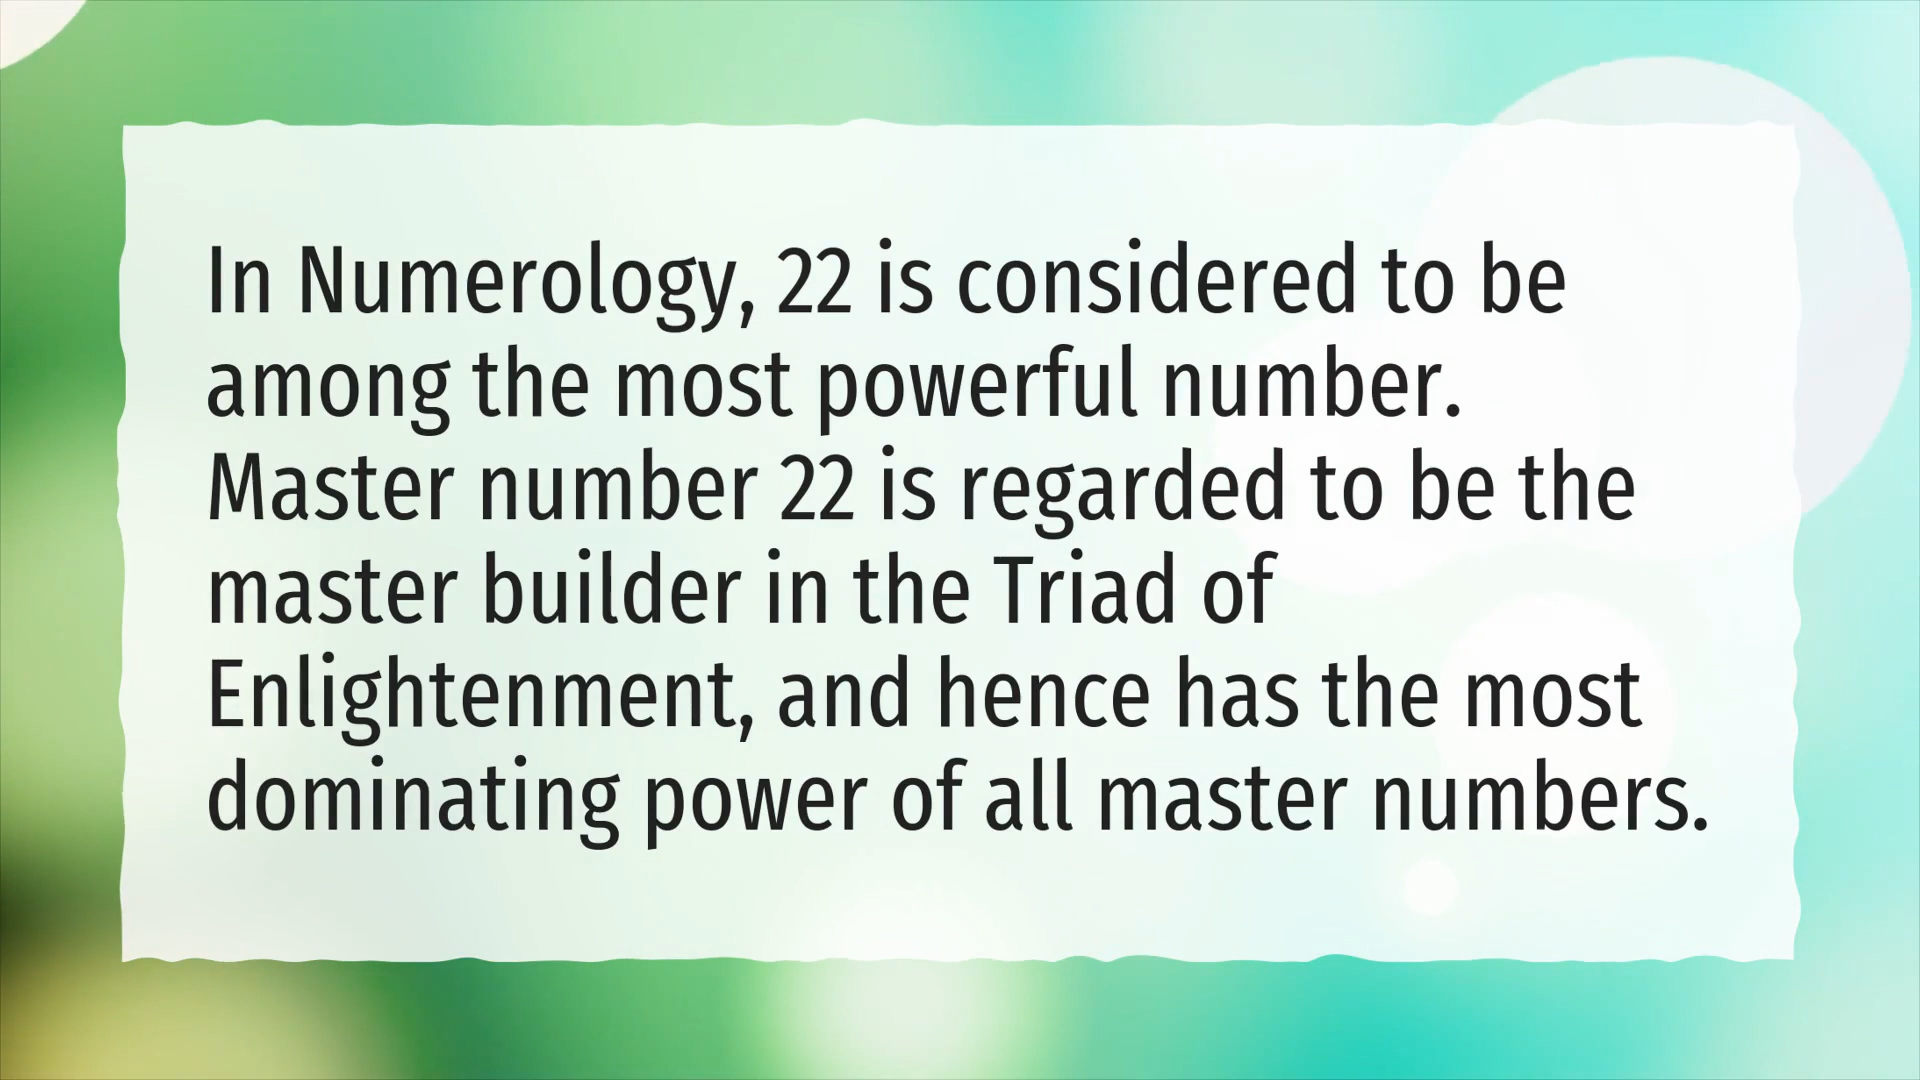 In Numerology, 22 is considered to be
among the most powerful number.
Master number 22 is regarded to be the
master builder in the Triad of
Enlightenment, and hence has the most
dominating power of all master numbers.